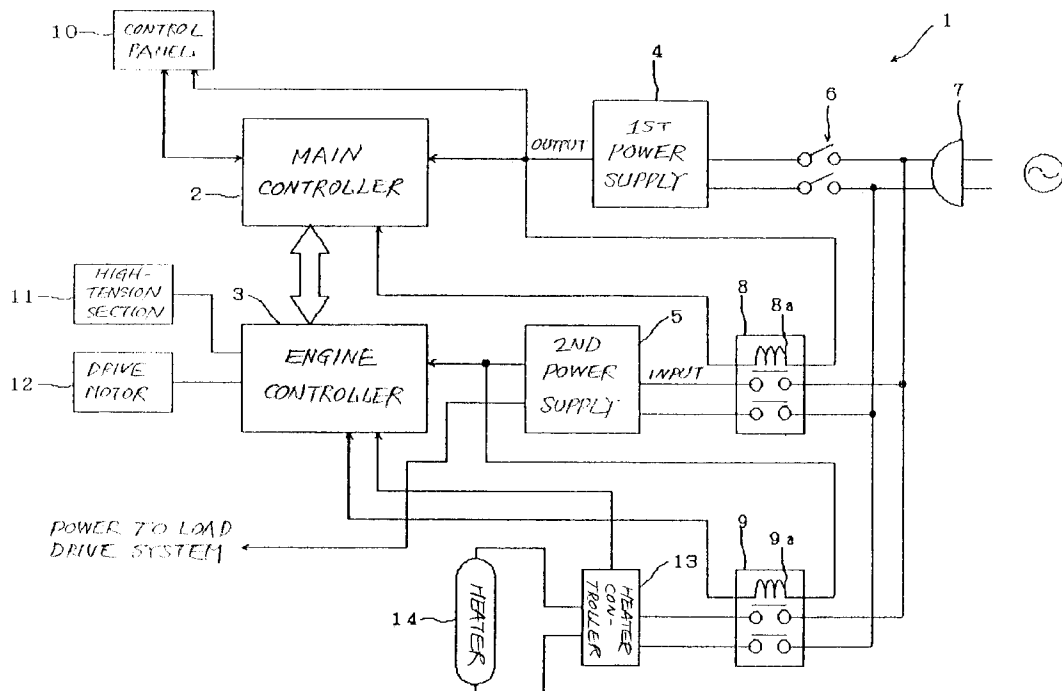 1
10
CONTROL
PANEL
4
6
7
1ST
POWER
SUPPLY
OUTPUT
MAIN
CONTROLLER
2
11
HIGH-
TENSION
SECTION
3
ENGINE
CONTROLLER
12
DRIVE
MOTOR
5
2ND
POWER
SUPPLY
INPUT
8
8a
POWER TO LOAD
DRIVE SYSTEM
14
HEATER
13
HEATER
CON-
TROLLER
9
9a